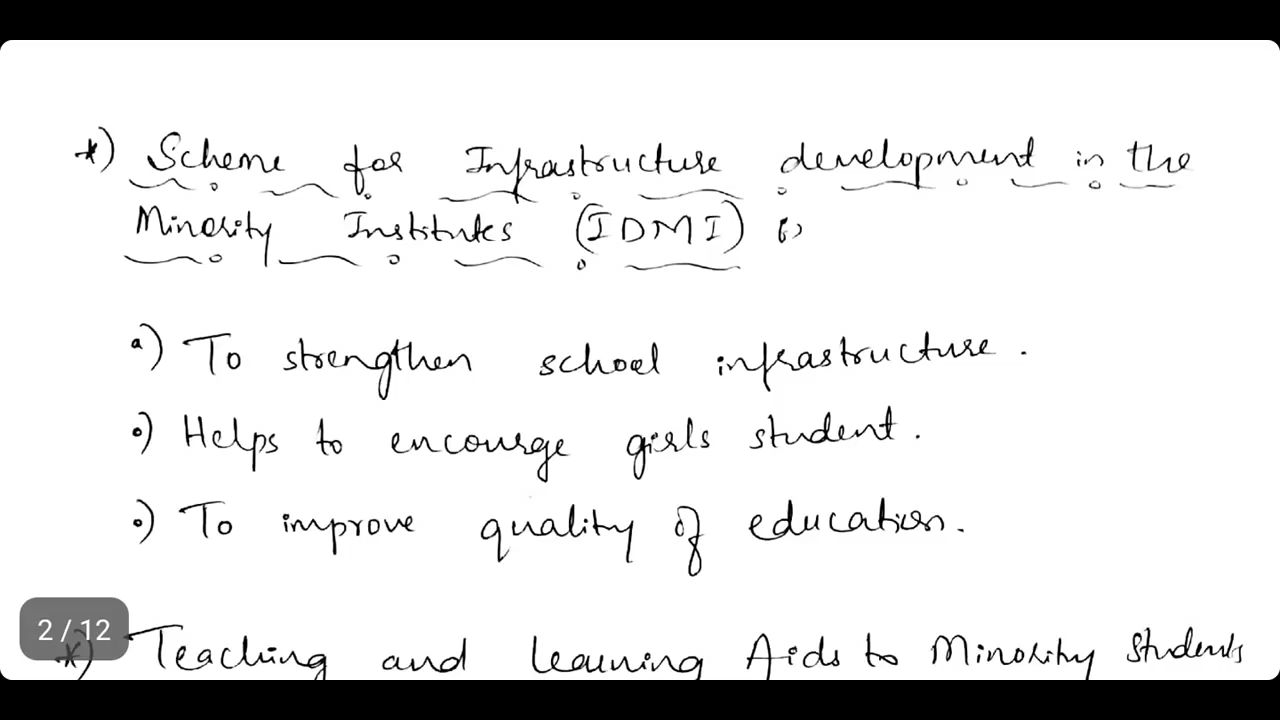 *) Scheme for Infrastructure development in the
Minority Institutes (IDMI) :
a) To strengthen school infrastructure.
o) Helps to encourge girls student.
o) To improve quality of education.
2 / 12
*) Teaching and learning Aids to Minority students